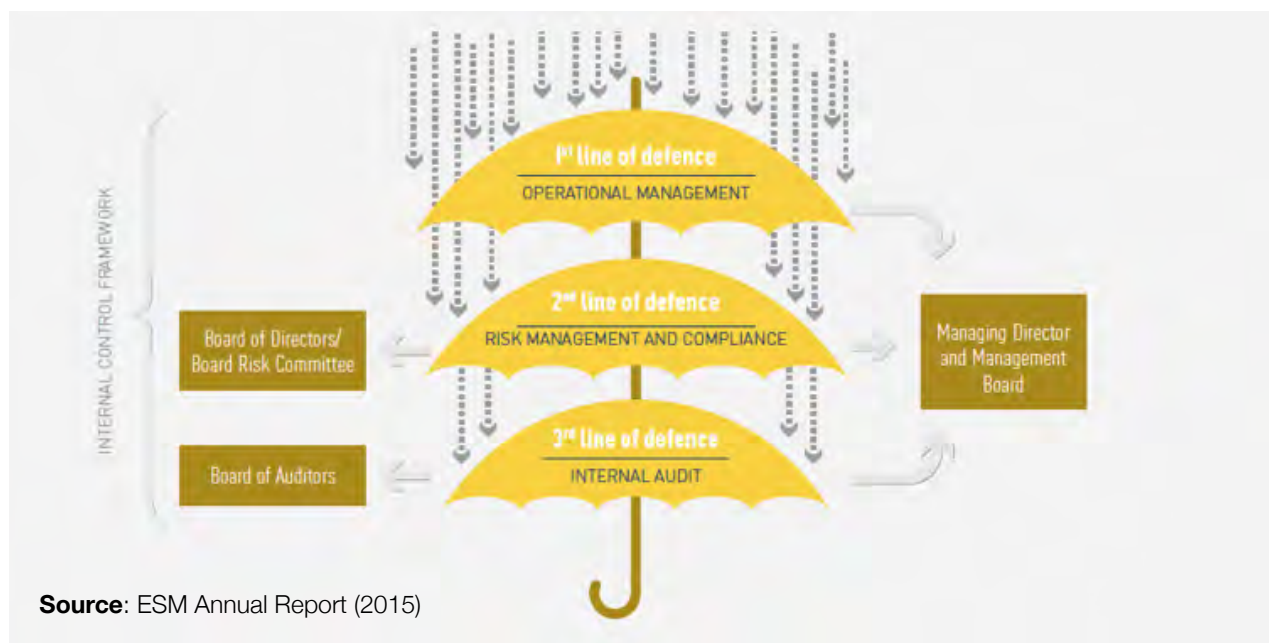 INTERNAL CONTROL FRAMEWORK
1st line of defence
OPERATIONAL MANAGEMENT
2nd line of defence
RISK MANAGEMENT AND COMPLIANCE
3rd line of defence
INTERNAL AUDIT
Board of Directors/
Board Risk Committee
Board of Auditors
Managing Director
and Management
Board
Source: ESM Annual Report (2015)